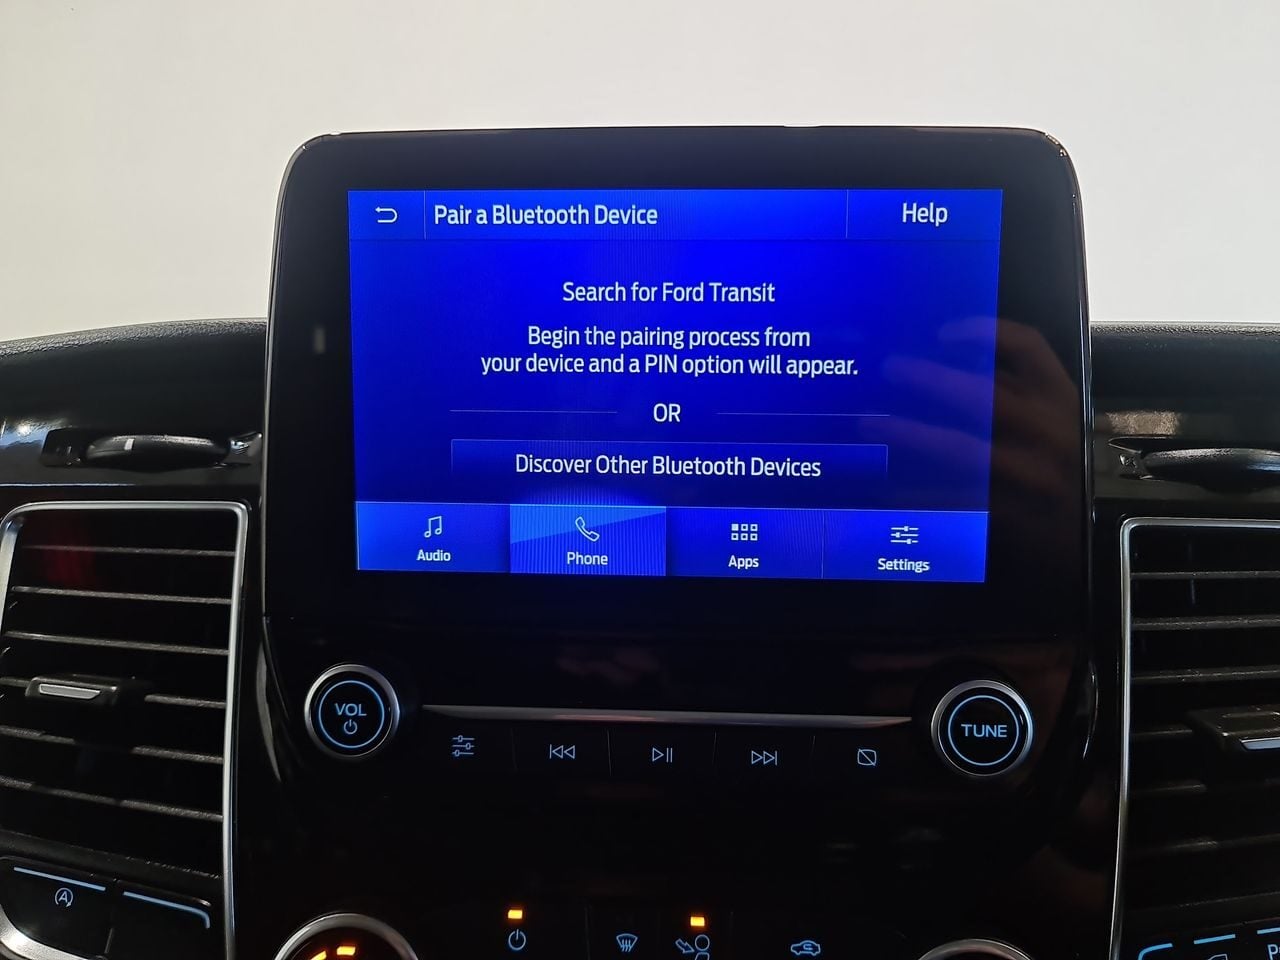 Pair a Bluetooth Device
Help
Search for Ford Transit
Begin the pairing process from
your device and a PIN option will appear.
OR
Discover Other Bluetooth Devices
Audio
Phone
Apps
Settings
VOL
TUNE
A